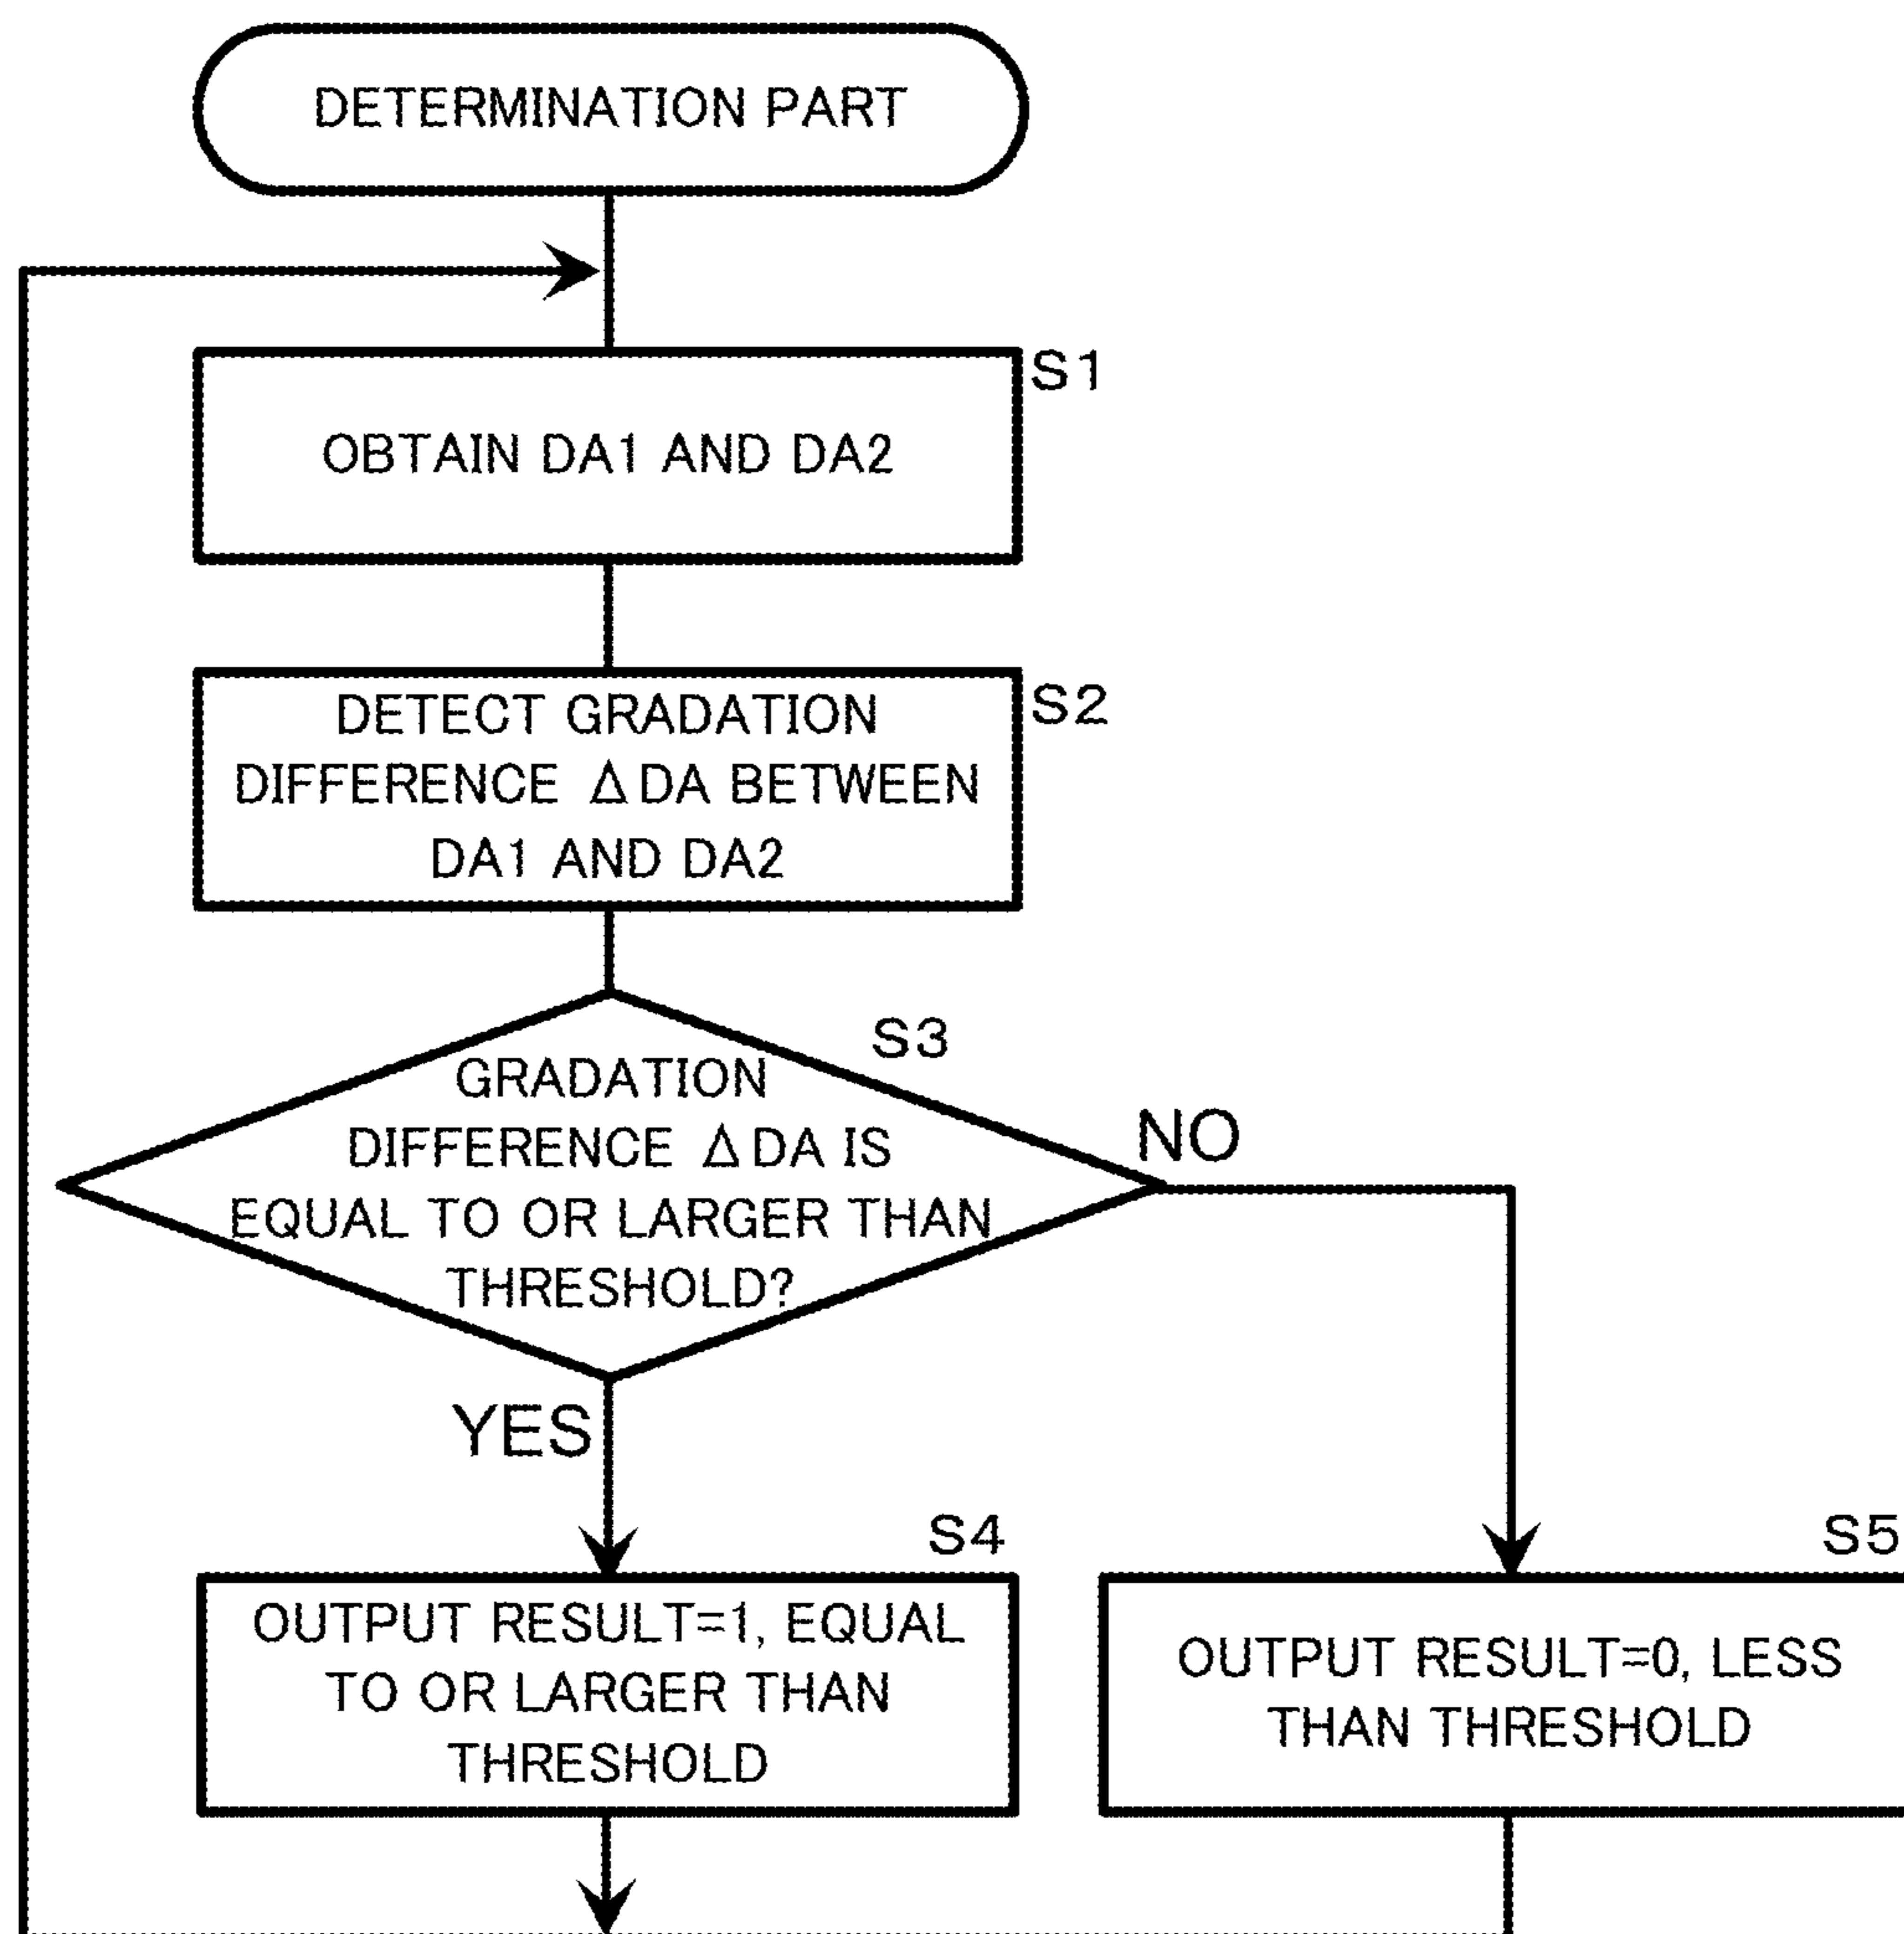 DETERMINATION PART
S1
OBTAIN DA1 AND DA2
S2
DETECT GRADATION
DIFFERENCE ΔDA BETWEEN
DA1 AND DA2
S3
GRADATION
DIFFERENCE ΔDA IS
EQUAL TO OR LARGER THAN
THRESHOLD?
NO
YES
S4
OUTPUT RESULT=1, EQUAL
TO OR LARGER THAN
THRESHOLD
S5
OUTPUT RESULT=0, LESS
THAN THRESHOLD